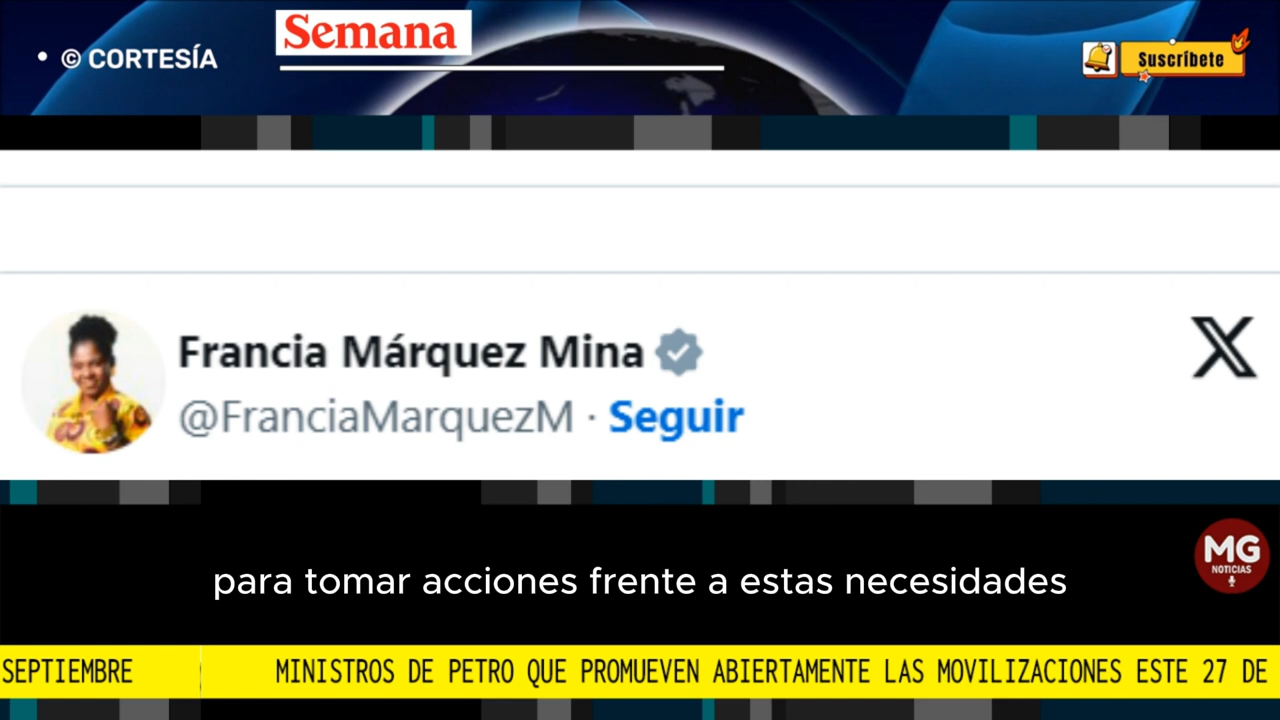 • © CORTESÍA
Semana
Suscríbete
Francia Márquez Mina
@FranciaMarquezM · Seguir
X
para tomar acciones frente a estas necesidades
MG
NOTICIAS
SEPTIEMBRE MINISTROS DE PETRO QUE PROMUEVEN ABIERTAMENTE LAS MOVILIZACIONES ESTE 27 DE